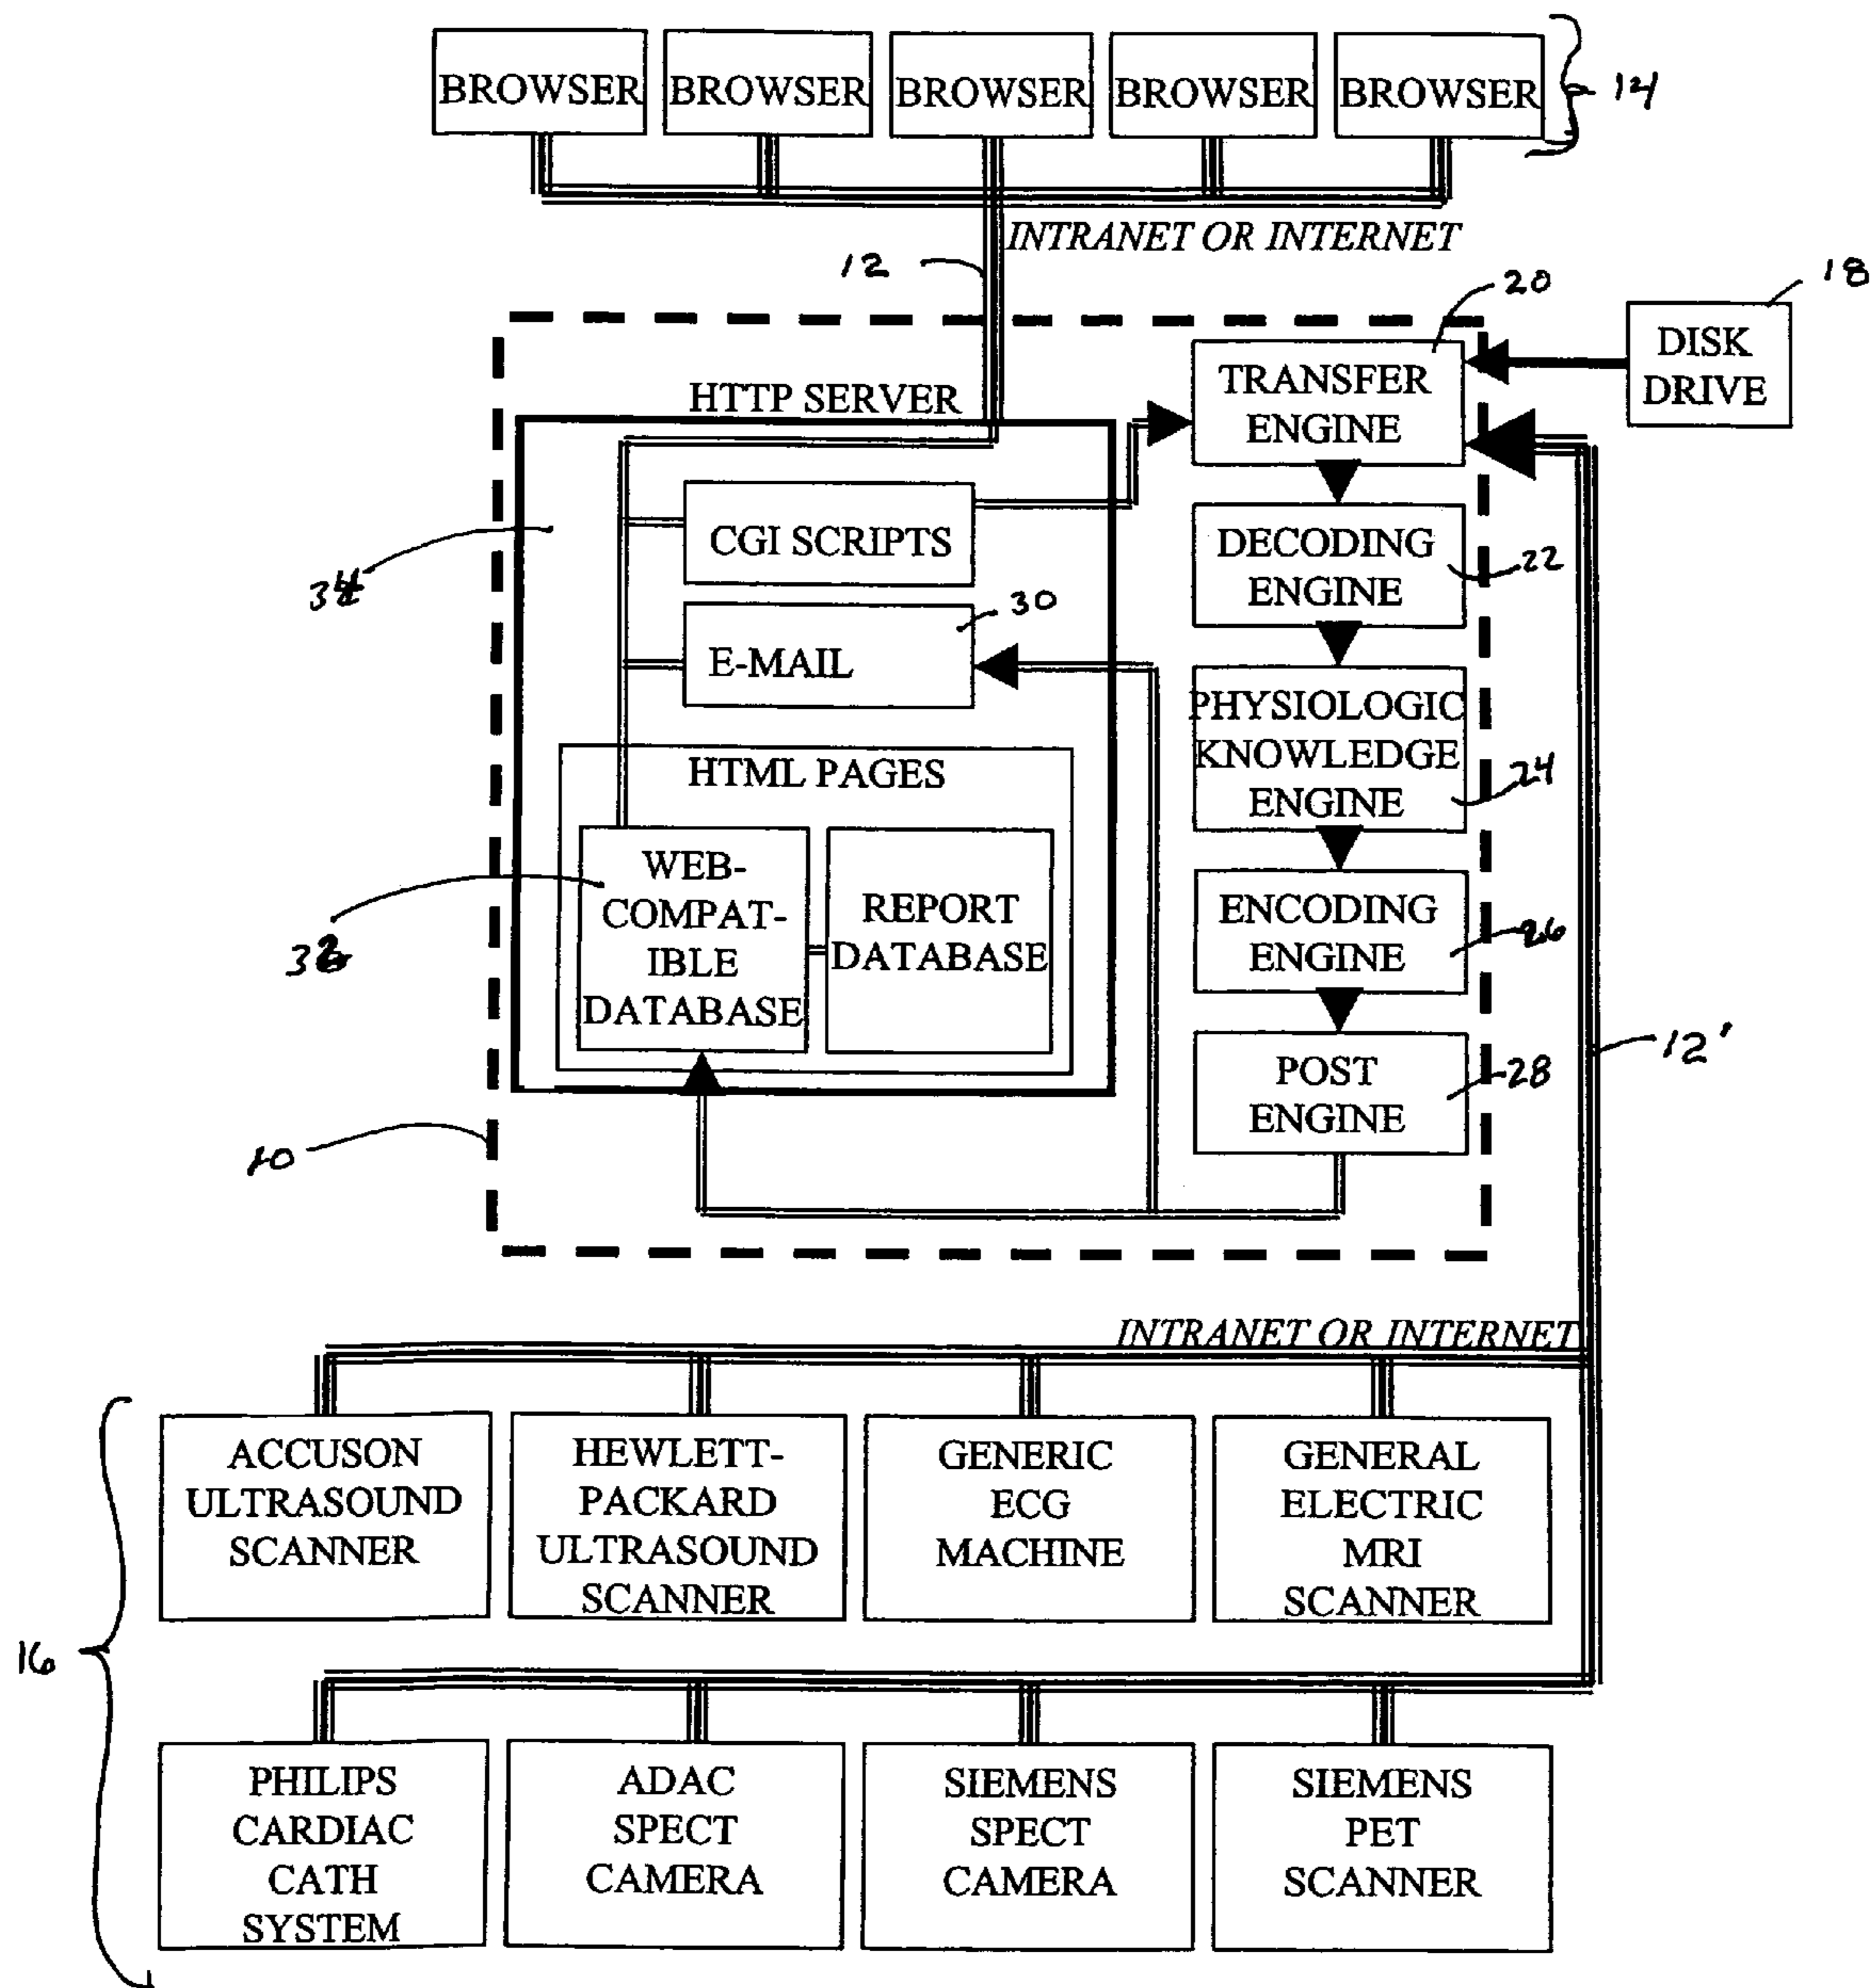 BROWSER BROWSER BROWSER BROWSER BROWSER
14
INTRANET OR INTERNET
12
20
18
DISK
DRIVE
TRANSFER
ENGINE
HTTP SERVER
CGI SCRIPTS
DECODING
ENGINE
22
34
30
E-MAIL
PHYSIOLOGIC
KNOWLEDGE
ENGINE
24
HTML PAGES
WEB-
COMPAT-
IBLE
DATABASE
REPORT
DATABASE
ENCODING
ENGINE
26
12'
POST
ENGINE
28
10
INTRANET OR INTERNET
ACCUSON
ULTRASOUND
SCANNER
HEWLETT-
PACKARD
ULTRASOUND
SCANNER
GENERIC
ECG
MACHINE
GENERAL
ELECTRIC
MRI
SCANNER
16
PHILIPS
CARDIAC
CATH
SYSTEM
ADAC
SPECT
CAMERA
SIEMENS
SPECT
CAMERA
SIEMENS
PET
SCANNER